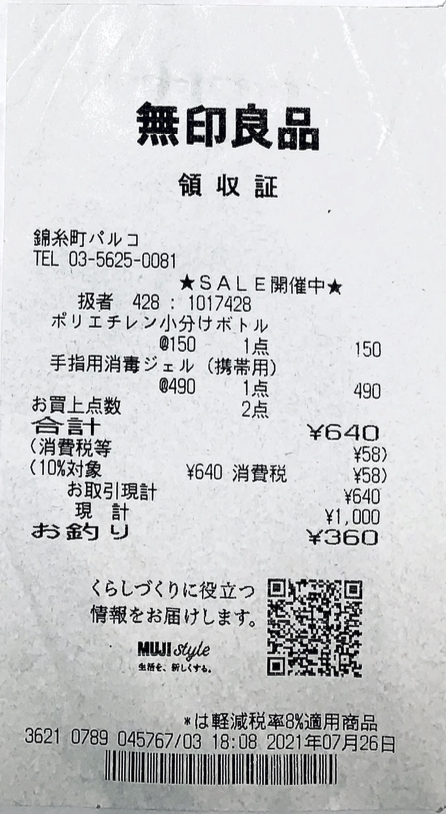 無印良品
領収証
錦糸町パルコ
TEL 03-5625-0081
★SALE開催中★
扱者 428 : 1017428
ポリエチレン小分けボトル
@150 1点 150
手指用消毒ジェル（携帯用）
@490 1点 490
お買上点数 2点
合計 ¥640
(消費税等 ¥58)
(10%対象 ¥640 消費税 ¥58)
お取引現計 ¥640
現 計 ¥1,000
お釣り ¥360
くらしづくりに役立つ
情報をお届けします。
MUJI style
生活を、新しくする。
*は軽減税率8%適用商品
3621 0789 045767/03 18:08 2021年07月26日